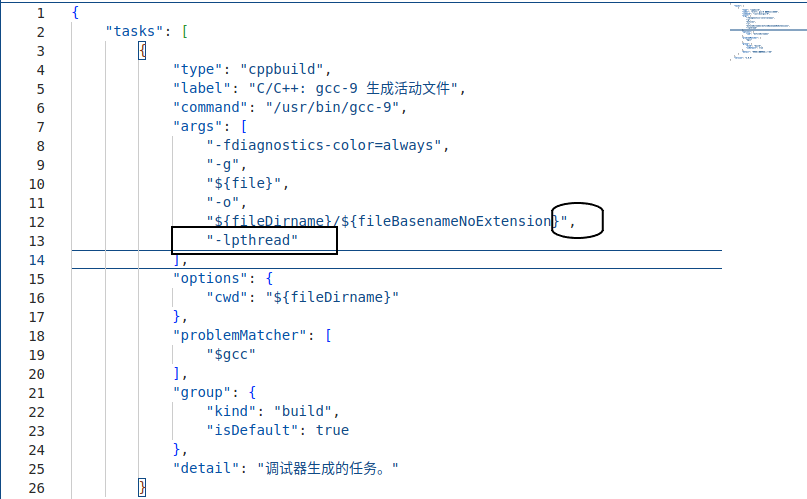 1 {
2 "tasks": [
3 {
4 "type": "cppbuild",
5 "label": "C/C++: gcc-9 生成活动文件",
6 "command": "/usr/bin/gcc-9",
7 "args": [
8 "-fdiagnostics-color=always",
9 "-g",
10 "${file}",
11 "-o",
12 "${fileDirname}/${fileBasenameNoExtension}",
13 "-lpthread"
14 ],
15 "options": {
16 "cwd": "${fileDirname}"
17 },
18 "problemMatcher": [
19 "$gcc"
20 ],
21 "group": {
22 "kind": "build",
23 "isDefault": true
24 },
25 "detail": "调试器生成的任务。"
26 }